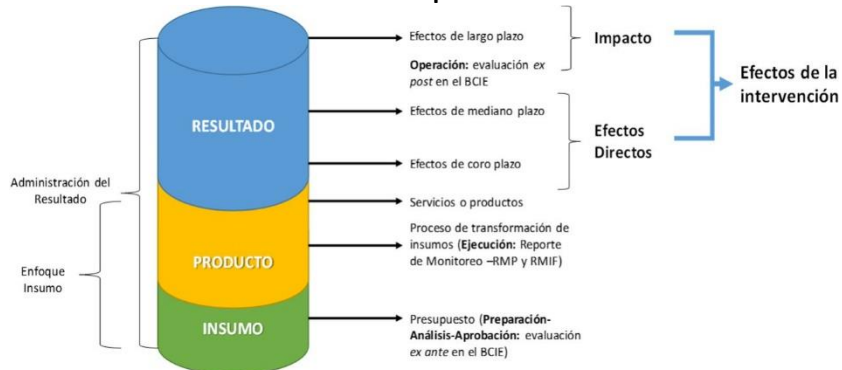 Administración del
Resultado
Enfoque
Insumo
RESULTADO
PRODUCTO
INSUMO
Efectos de largo plazo
Operación: evaluación ex
post en el BCIE
Efectos de mediano plazo
Efectos de coro plazo
Servicios o productos
Proceso de transformación de
insumos (Ejecución: Reporte
de Monitoreo –RMP y RMIF)
Presupuesto (Preparación-
Análisis-Aprobación: evaluación
ex ante en el BCIE)
Impacto
Efectos
Directos
Efectos de la
intervención